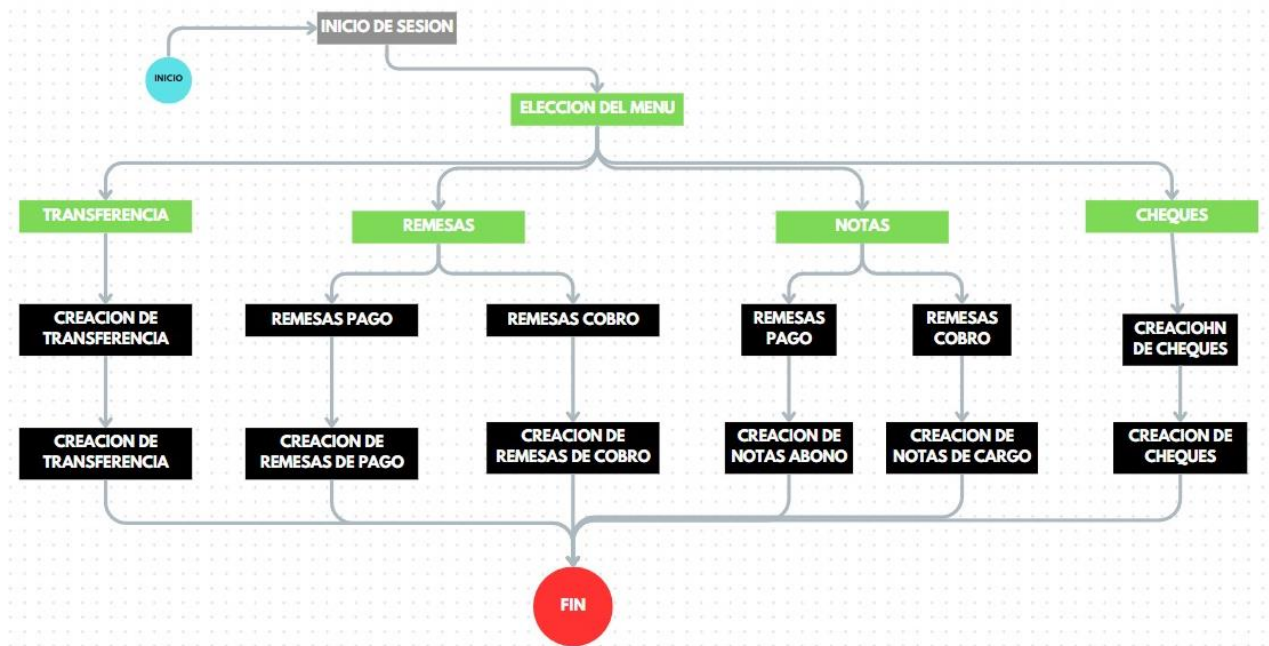 INICIO DE SESION
INICIO
ELECCION DEL MENU
TRANSFERENCIA
REMESAS
NOTAS
CHEQUES
CREACION DE
TRANSFERENCIA
REMESAS PAGO
REMESAS COBRO
REMESAS
PAGO
REMESAS
COBRO
CREACIOHN
DE CHEQUES
CREACION DE
TRANSFERENCIA
CREACION DE
REMESAS DE PAGO
CREACION DE
REMESAS DE COBRO
CREACION DE
NOTAS ABONO
CREACION DE
NOTAS DE CARGO
CREACION DE
CHEQUES
FIN